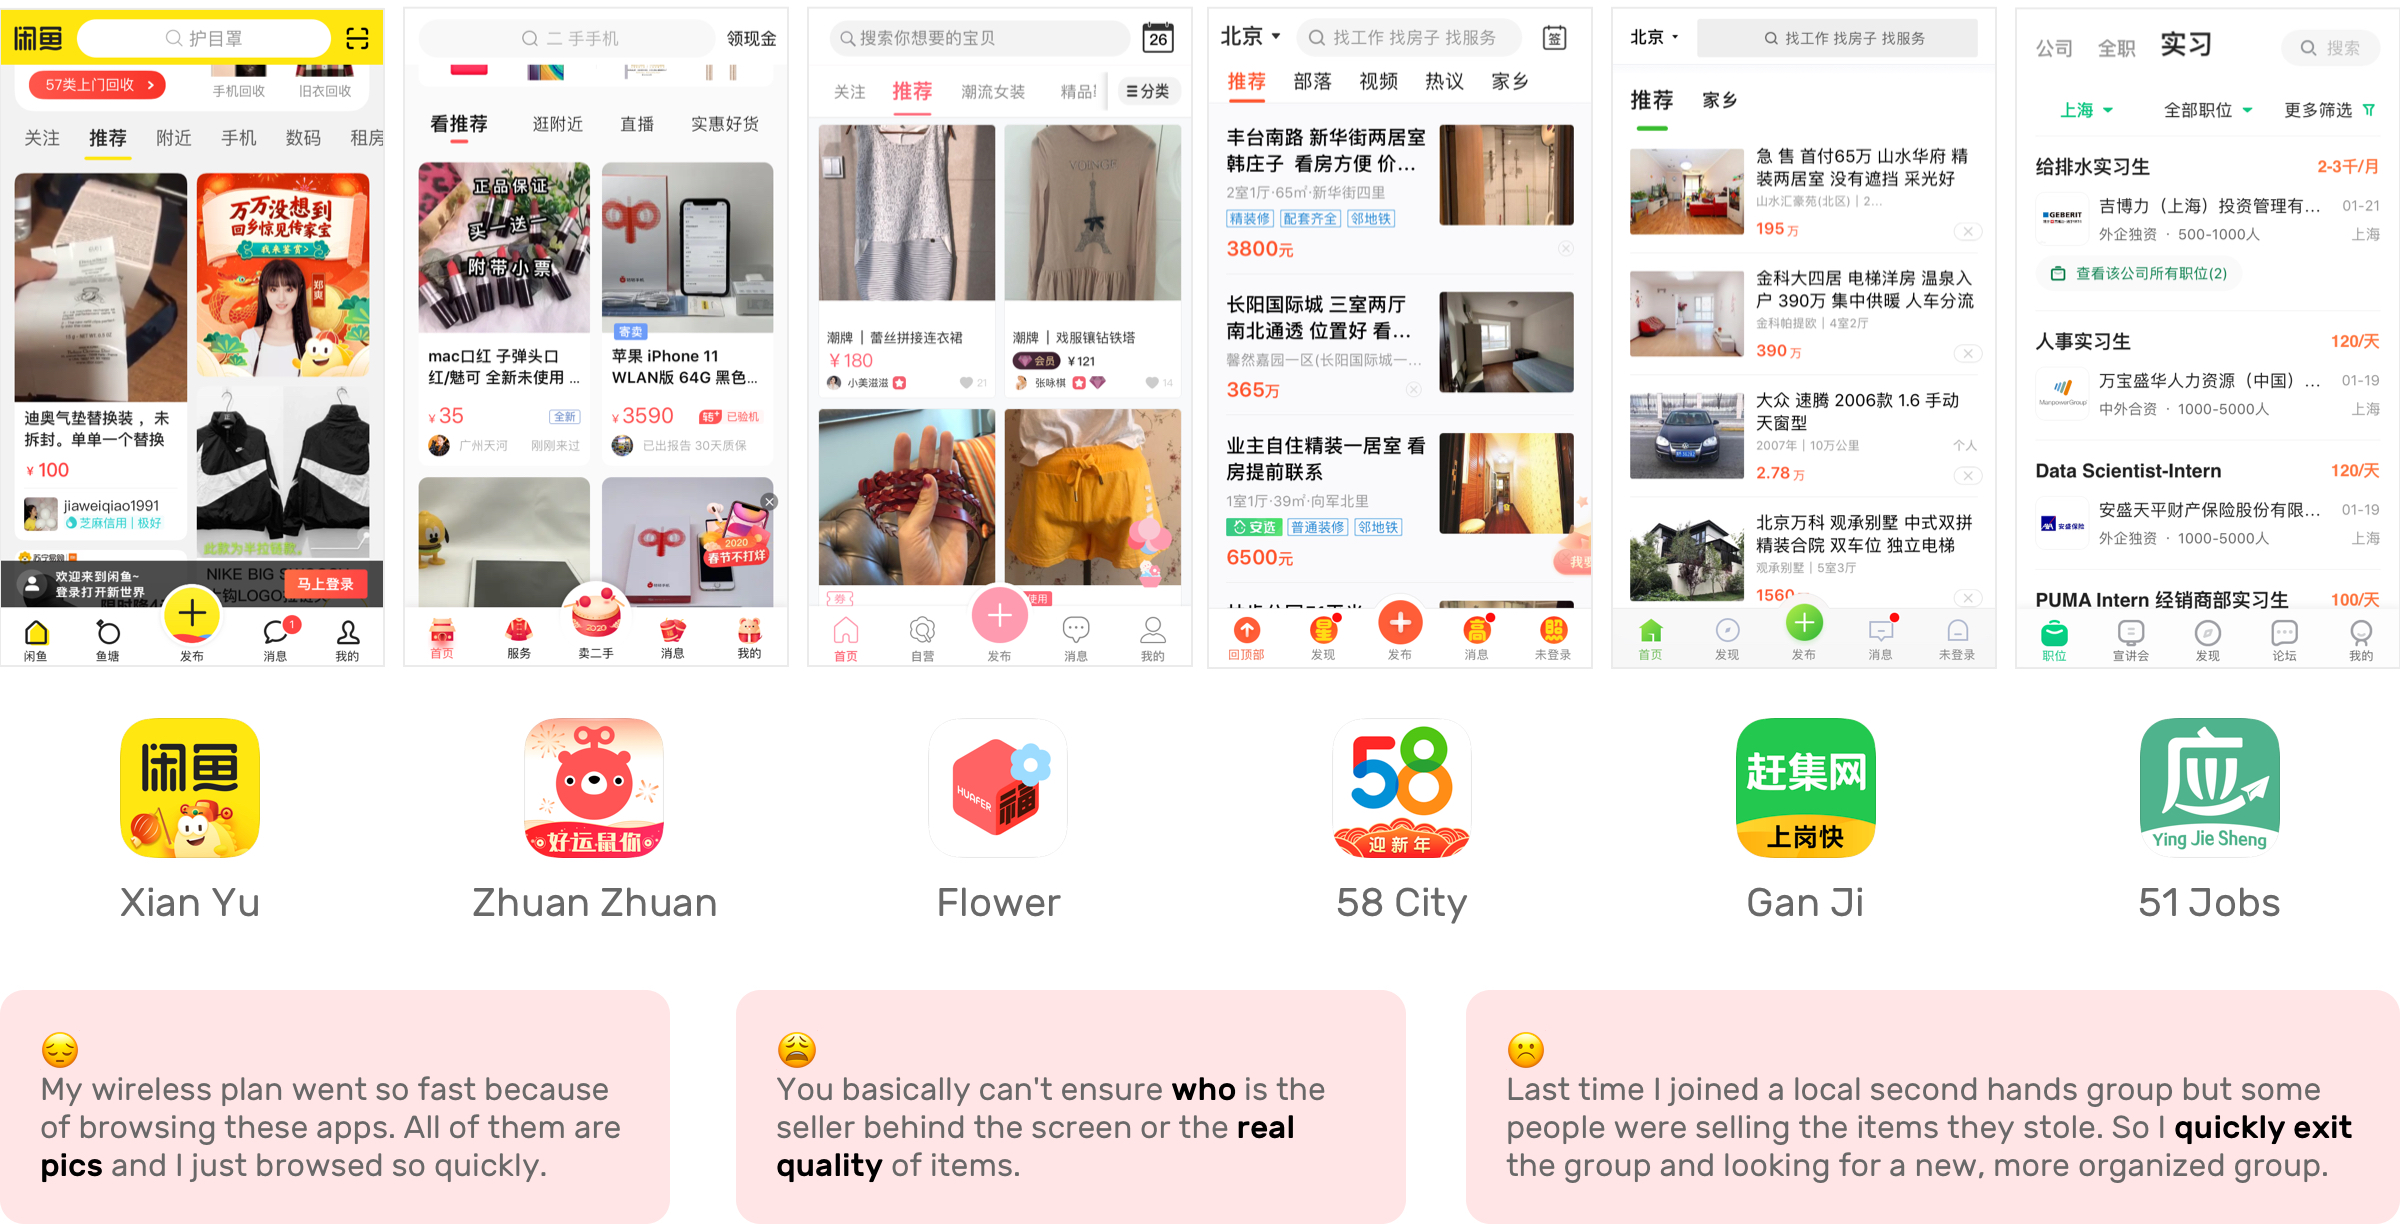 闲鱼
护目罩
57类上门回收 >
手机回收
旧衣回收
关注 推荐 附近 手机 数码 租房
万万没想到
回乡惊见传家宝
我来鉴赏>
郑爽
迪奥气垫替换装，未
拆封。单单一个替换
¥100
jiaweiqiao1991
芝麻信用 | 极好
此款为半拉链款。
NIKE BIG SWOOSH
苏宁易购
欢迎来到闲鱼~
登录打开新世界
马上登录
闲鱼 鱼塘 发布 消息 我的
1
二 手手机
领现金
看推荐 逛附近 直播 实惠好货
正品保证
买一送一
附带小票
mac口红 子弹头口
红/魅可 全新未使用 ...
¥35
全新
广州天河 刚刚来过
寄卖
苹果 iPhone 11
WLAN版 64G 黑色...
¥3590
转+ 已验机
已出报告 30天质保
2020
春节不打烊
2020
首页 服务 卖二手 消息 我的
搜索你想要的宝贝
26
关注 推荐 潮流女装 精品
分类
VOINGE
潮牌 | 蕾丝拼接连衣裙
¥180
小美滋滋
21
潮牌 | 戏服镶钻铁塔
会员 ¥121
张咏棋
14
券
使用
首页 自营 发布 消息 我的
北京
找工作 找房子 找服务
签
推荐 部落 视频 热议 家乡
丰台南路 新华街两居室
韩庄子 看房方便 价...
2室1厅·65㎡·新华街四里
精装修 配套齐全 邻地铁
3800元
长阳国际城 三室两厅
南北通透 位置好 看...
馨然嘉园一区(长阳国际城一...
365万
业主自住精装一居室 看
房提前联系
1室1厅·39㎡·向军北里
安选 普通装修 邻地铁
6500元
我要
回顶部 发现 发布 消息 未登录
星 高 照
北京
找工作 找房子 找服务
推荐 家乡
急 售 首付65万 山水华府 精
装两居室 没有遮挡 采光好
山水汇豪苑(北区) | 2...
195万
金科大四居 电梯洋房 温泉入
户 390万 集中供暖 人车分流
金科帕提欧 | 4室2厅
390万
大众 速腾 2006款 1.6 手动
天窗型
2007年 | 10万公里 个人
2.78万
北京万科 观承别墅 中式双拼
精装合院 双车位 独立电梯
观承别墅 | 5室3厅
1560
首页 发现 发布 消息 未登录
公司 全职 实习
搜索
上海 全部职位 更多筛选
给排水实习生 2-3千/月
GEBERIT
吉博力（上海）投资管理有... 01-21
外企独资 · 500-1000人 上海
查看该公司所有职位(2)
人事实习生 120/天
ManpowerGroup
万宝盛华人力资源（中国）... 01-19
中外合资 · 1000-5000人 上海
Data Scientist-Intern 120/天
AXA 安盛保险
安盛天平财产保险股份有限... 01-19
外企独资 · 1000-5000人 上海
PUMA Intern 经销商部实习生 100/天
职位 宣讲会 发现 论坛 我的
闲鱼
好运鼠你
HUAFER
福
58
迎新年
赶集网
上岗快
应
Ying Jie Sheng
Xian Yu
Zhuan Zhuan
Flower
58 City
Gan Ji
51 Jobs
My wireless plan went so fast because
of browsing these apps. All of them are
pics and I just browsed so quickly.
You basically can't ensure who is the
seller behind the screen or the real
quality of items.
Last time I joined a local second hands group but some
people were selling the items they stole. So I quickly exit
the group and looking for a new, more organized group.